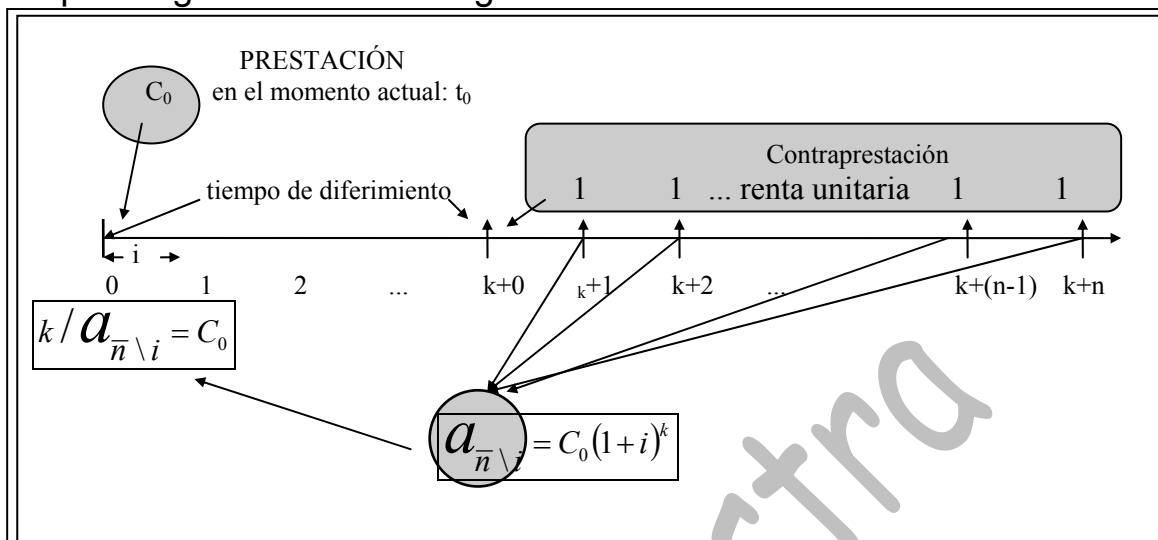 PRESTACIÓN
C₀ en el momento actual: t₀
Contraprestación
tiempo de diferimiento 1 1 ... renta unitaria 1 1
i
0 1 2 ... k+0 k+1 k+2 ... k+(n-1) k+n
k / a n̅ \ i = C₀
a n̅ \ i = C₀(1+i)ᵏ
stra